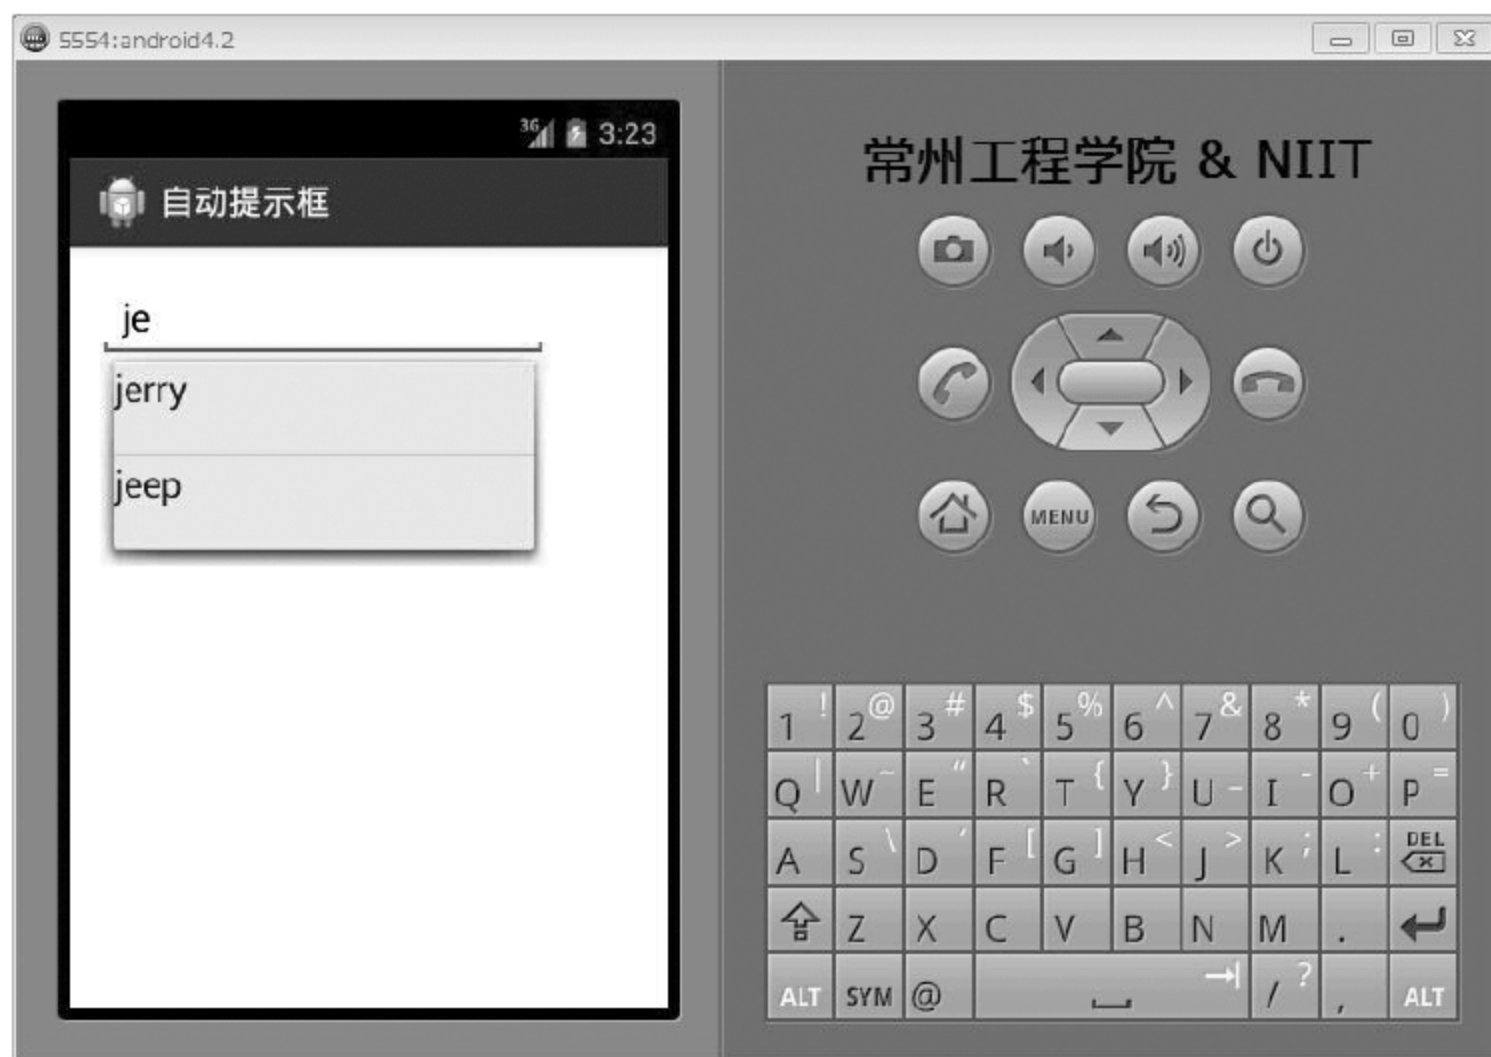 5554:android4.2
3G 3:23
自动提示框
je
jerry
jeep
常州工程学院 & NIIT
MENU
1 ! 2 @ 3 # 4 $ 5 % 6 ^ 7 & 8 * 9 ( 0 )
Q | W ~ E “ R ` T { Y } U _ I - O + P =
A S \ D ' F [ G ] H < J > K ; L : DEL
Z X C V B N M .
ALT SYM @ / ? , ALT